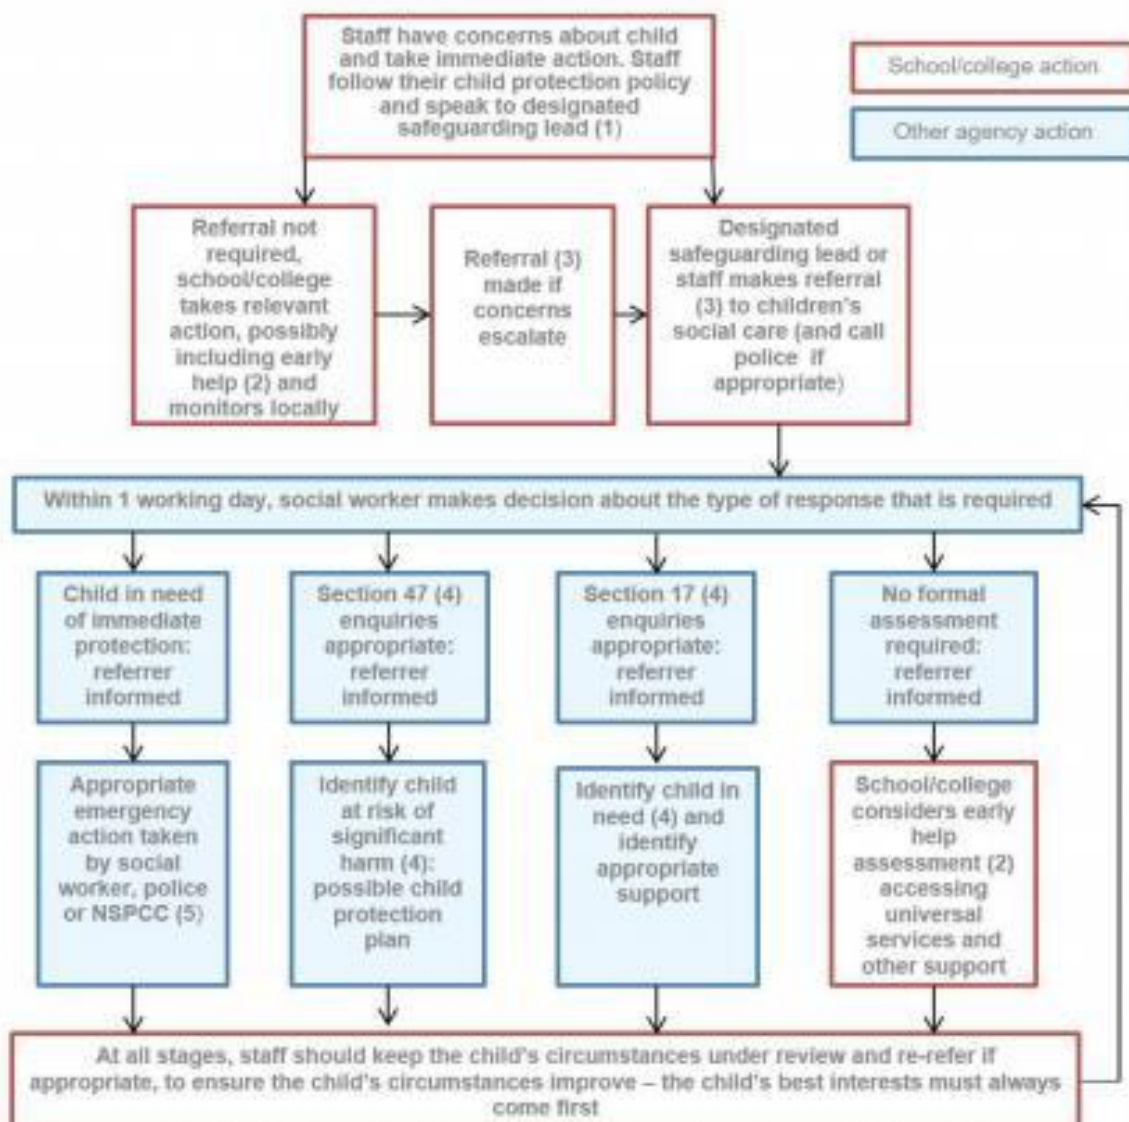 Staff have concerns about child
and take immediate action. Staff
follow their child protection policy
and speak to designated
safeguarding lead (1)
School/college action
Other agency action
Referral not
required,
school/college
takes relevant
action, possibly
including early
help (2) and
monitors locally
Referral (3)
made if
concerns
escalate
Designated
safeguarding lead or
staff makes referral
(3) to children's
social care (and call
police if
appropriate)
Within 1 working day, social worker makes decision about the type of response that is required
Child in need
of immediate
protection:
referrer
informed
Section 47 (4)
enquiries
appropriate:
referrer
informed
Section 17 (4)
enquiries
appropriate:
referrer
informed
No formal
assessment
required:
referrer
informed
Appropriate
emergency
action taken
by social
worker, police
or NSPCC (5)
Identify child
at risk of
significant
harm (4):
possible child
protection
plan
Identify child in
need (4) and
identify
appropriate
support
School/college
considers early
help
assessment (2)
accessing
universal
services and
other support
At all stages, staff should keep the child's circumstances under review and re-refer if
appropriate, to ensure the child's circumstances improve – the child's best interests must always
come first